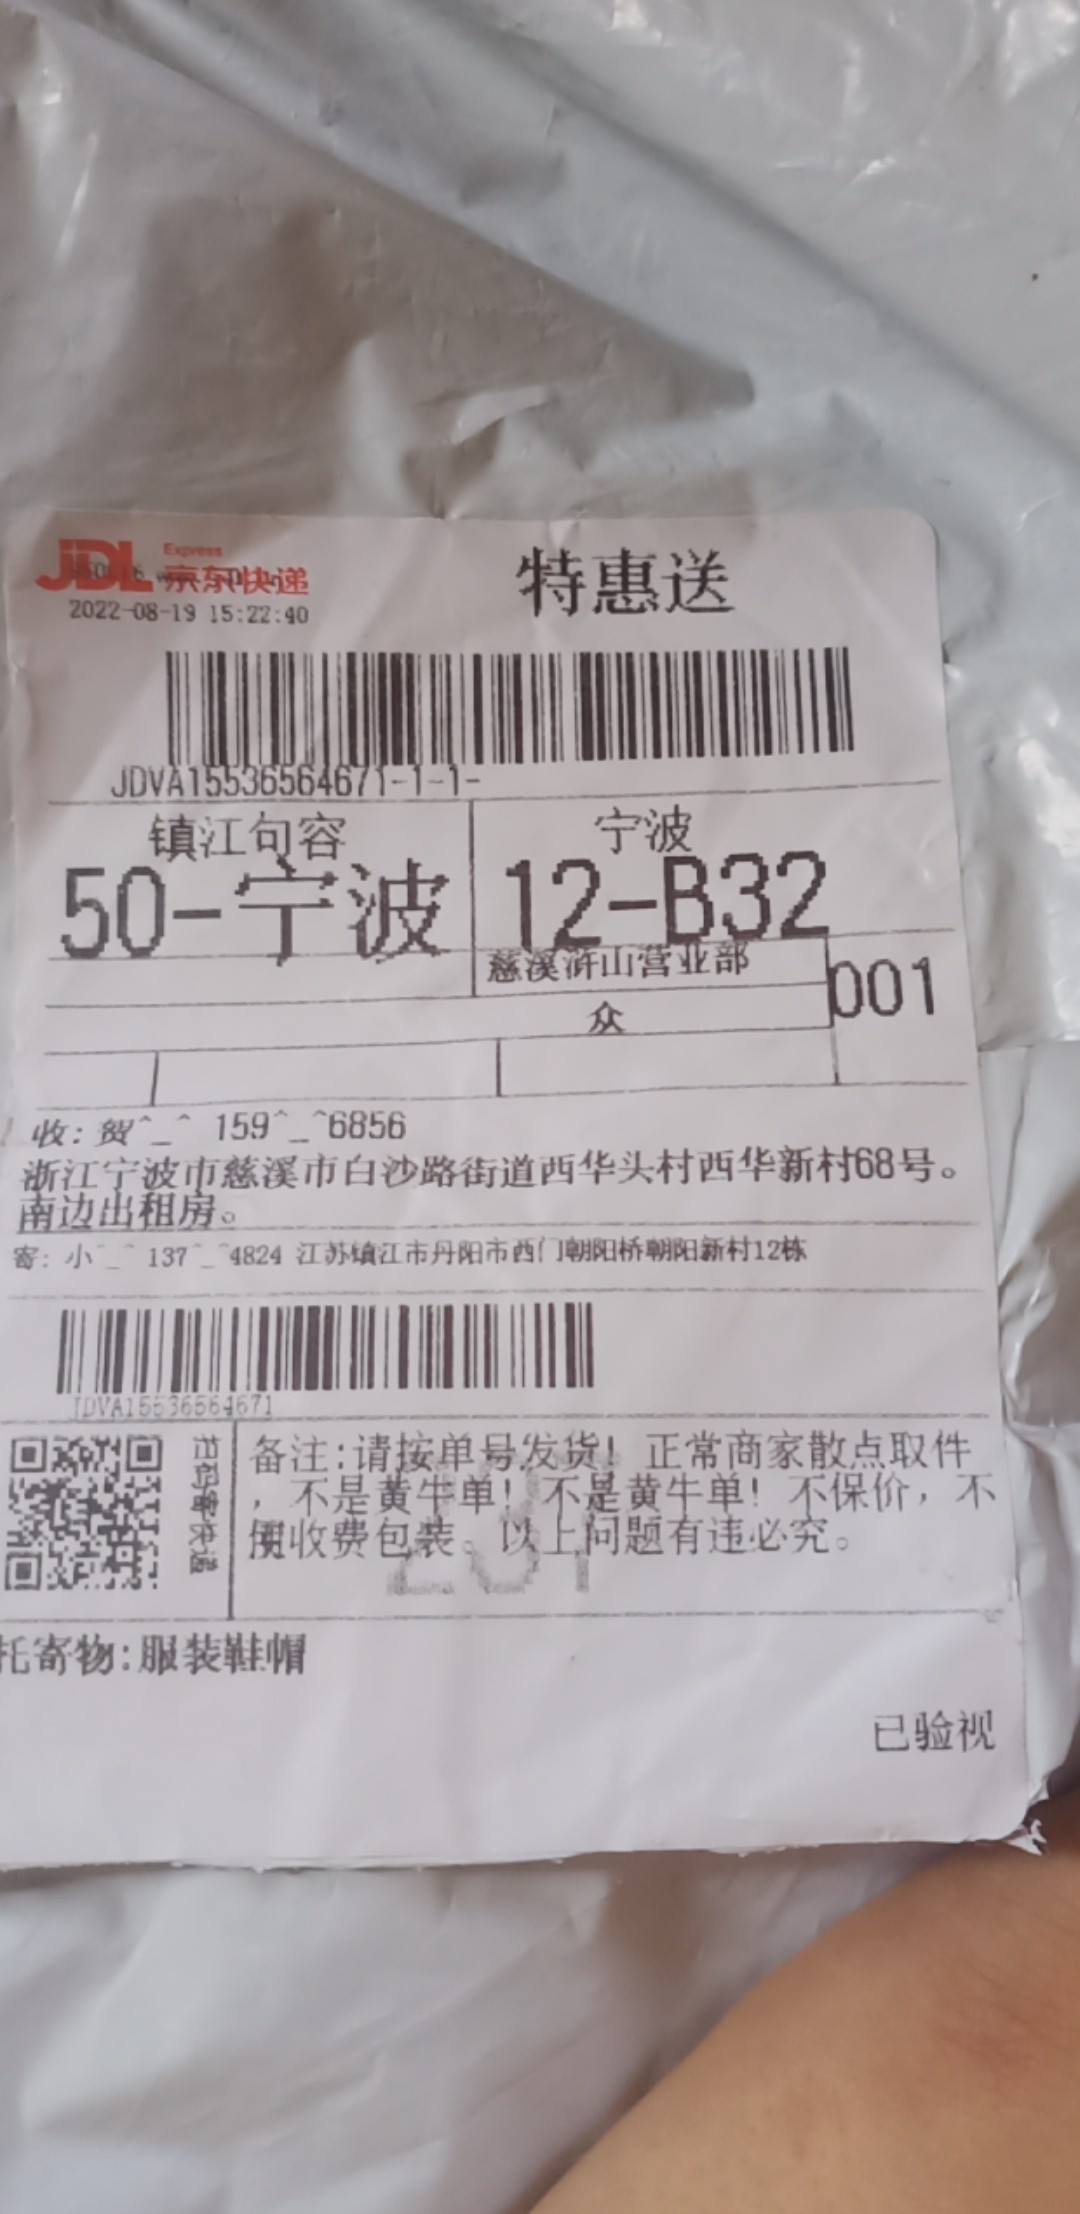 JDL Express
京东快递
2022-08-19 15:22:40
特惠送
JDVA15536564671-1-1-
镇江句容
50-宁波
宁波
12-B32
慈溪浒山营业部
001
众
收: 贺^_^ 159^_^6856
浙江宁波市慈溪市白沙路街道西华头村西华新村68号。
南边出租房。
寄: 小^_^ 137^_^4824 江苏镇江市丹阳市西门朝阳桥朝阳新村12栋
JDVA15536564671
扫码寄快递
备注:请按单号发货! 正常商家散点取件
, 不是黄牛单! 不是黄牛单! 不保价, 不
收费包装。以上问题有违必究。
托寄物:服装鞋帽
已验视